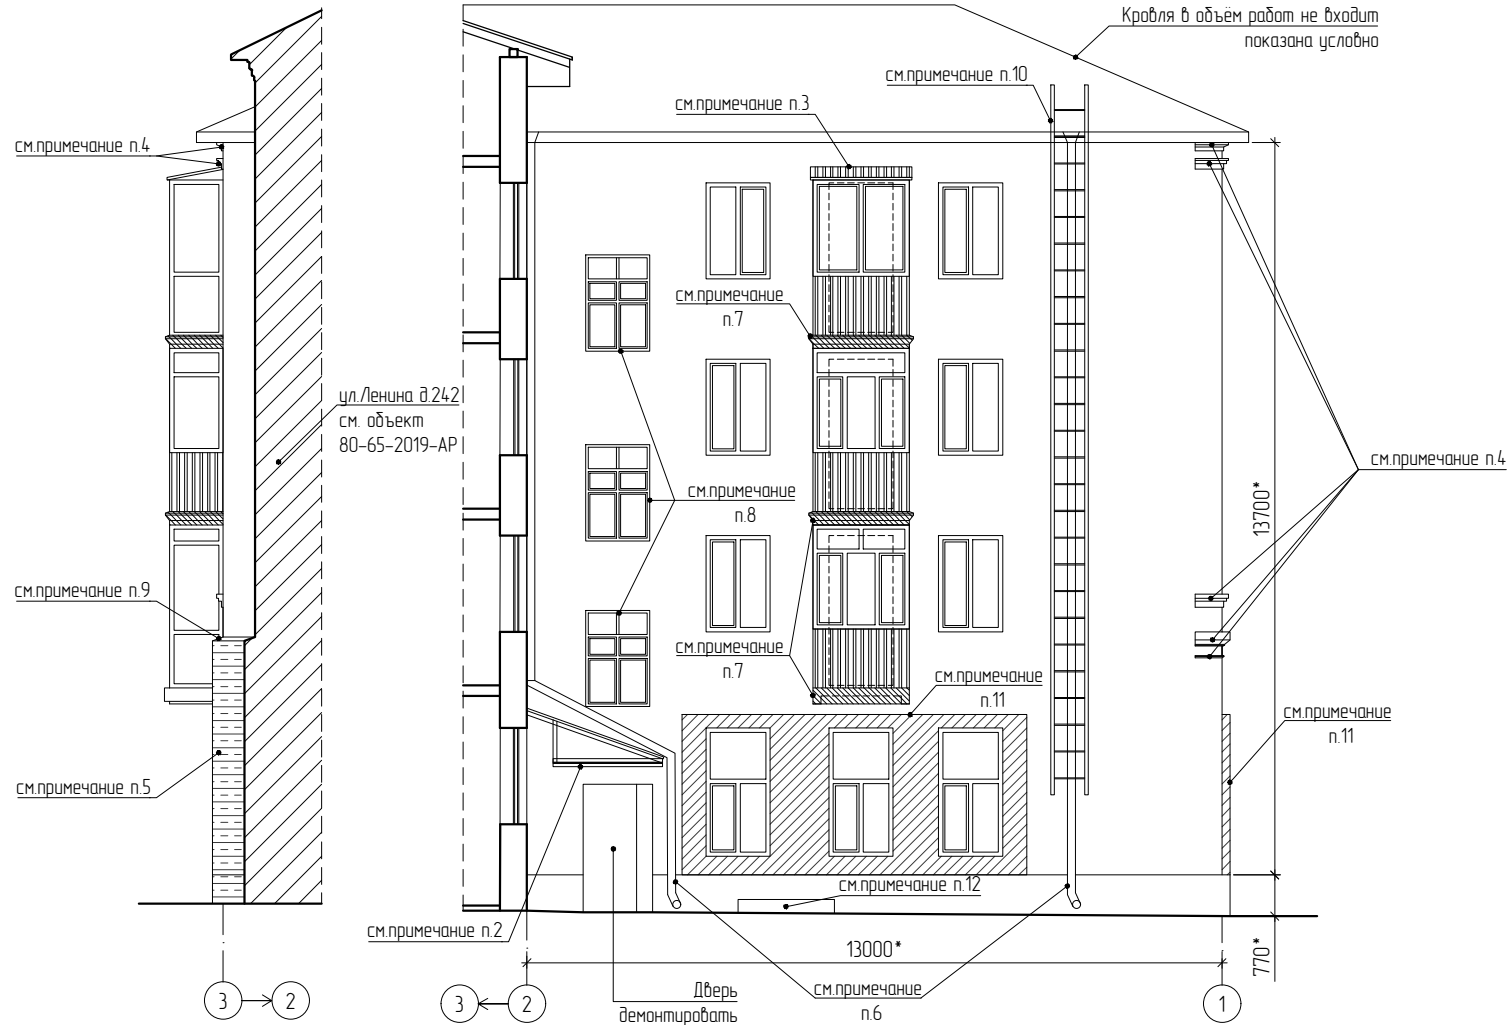 Кровля в объём работ не входит
показана условно
см.примечание п.10
см.примечание п.3
см.примечание п.4
см.примечание
п.7
ул.Ленина д.242
см. объект
80-65-2019-АР
см.примечание п.4
см.примечание
п.8
13700*
см.примечание п.9
см.примечание
п.7
см.примечание
п.11
см.примечание
п.11
см.примечание п.5
см.примечание п.12
см.примечание п.2
13000*
770*
Дверь
демонтировать
см.примечание
п.6
3
2
3
2
1